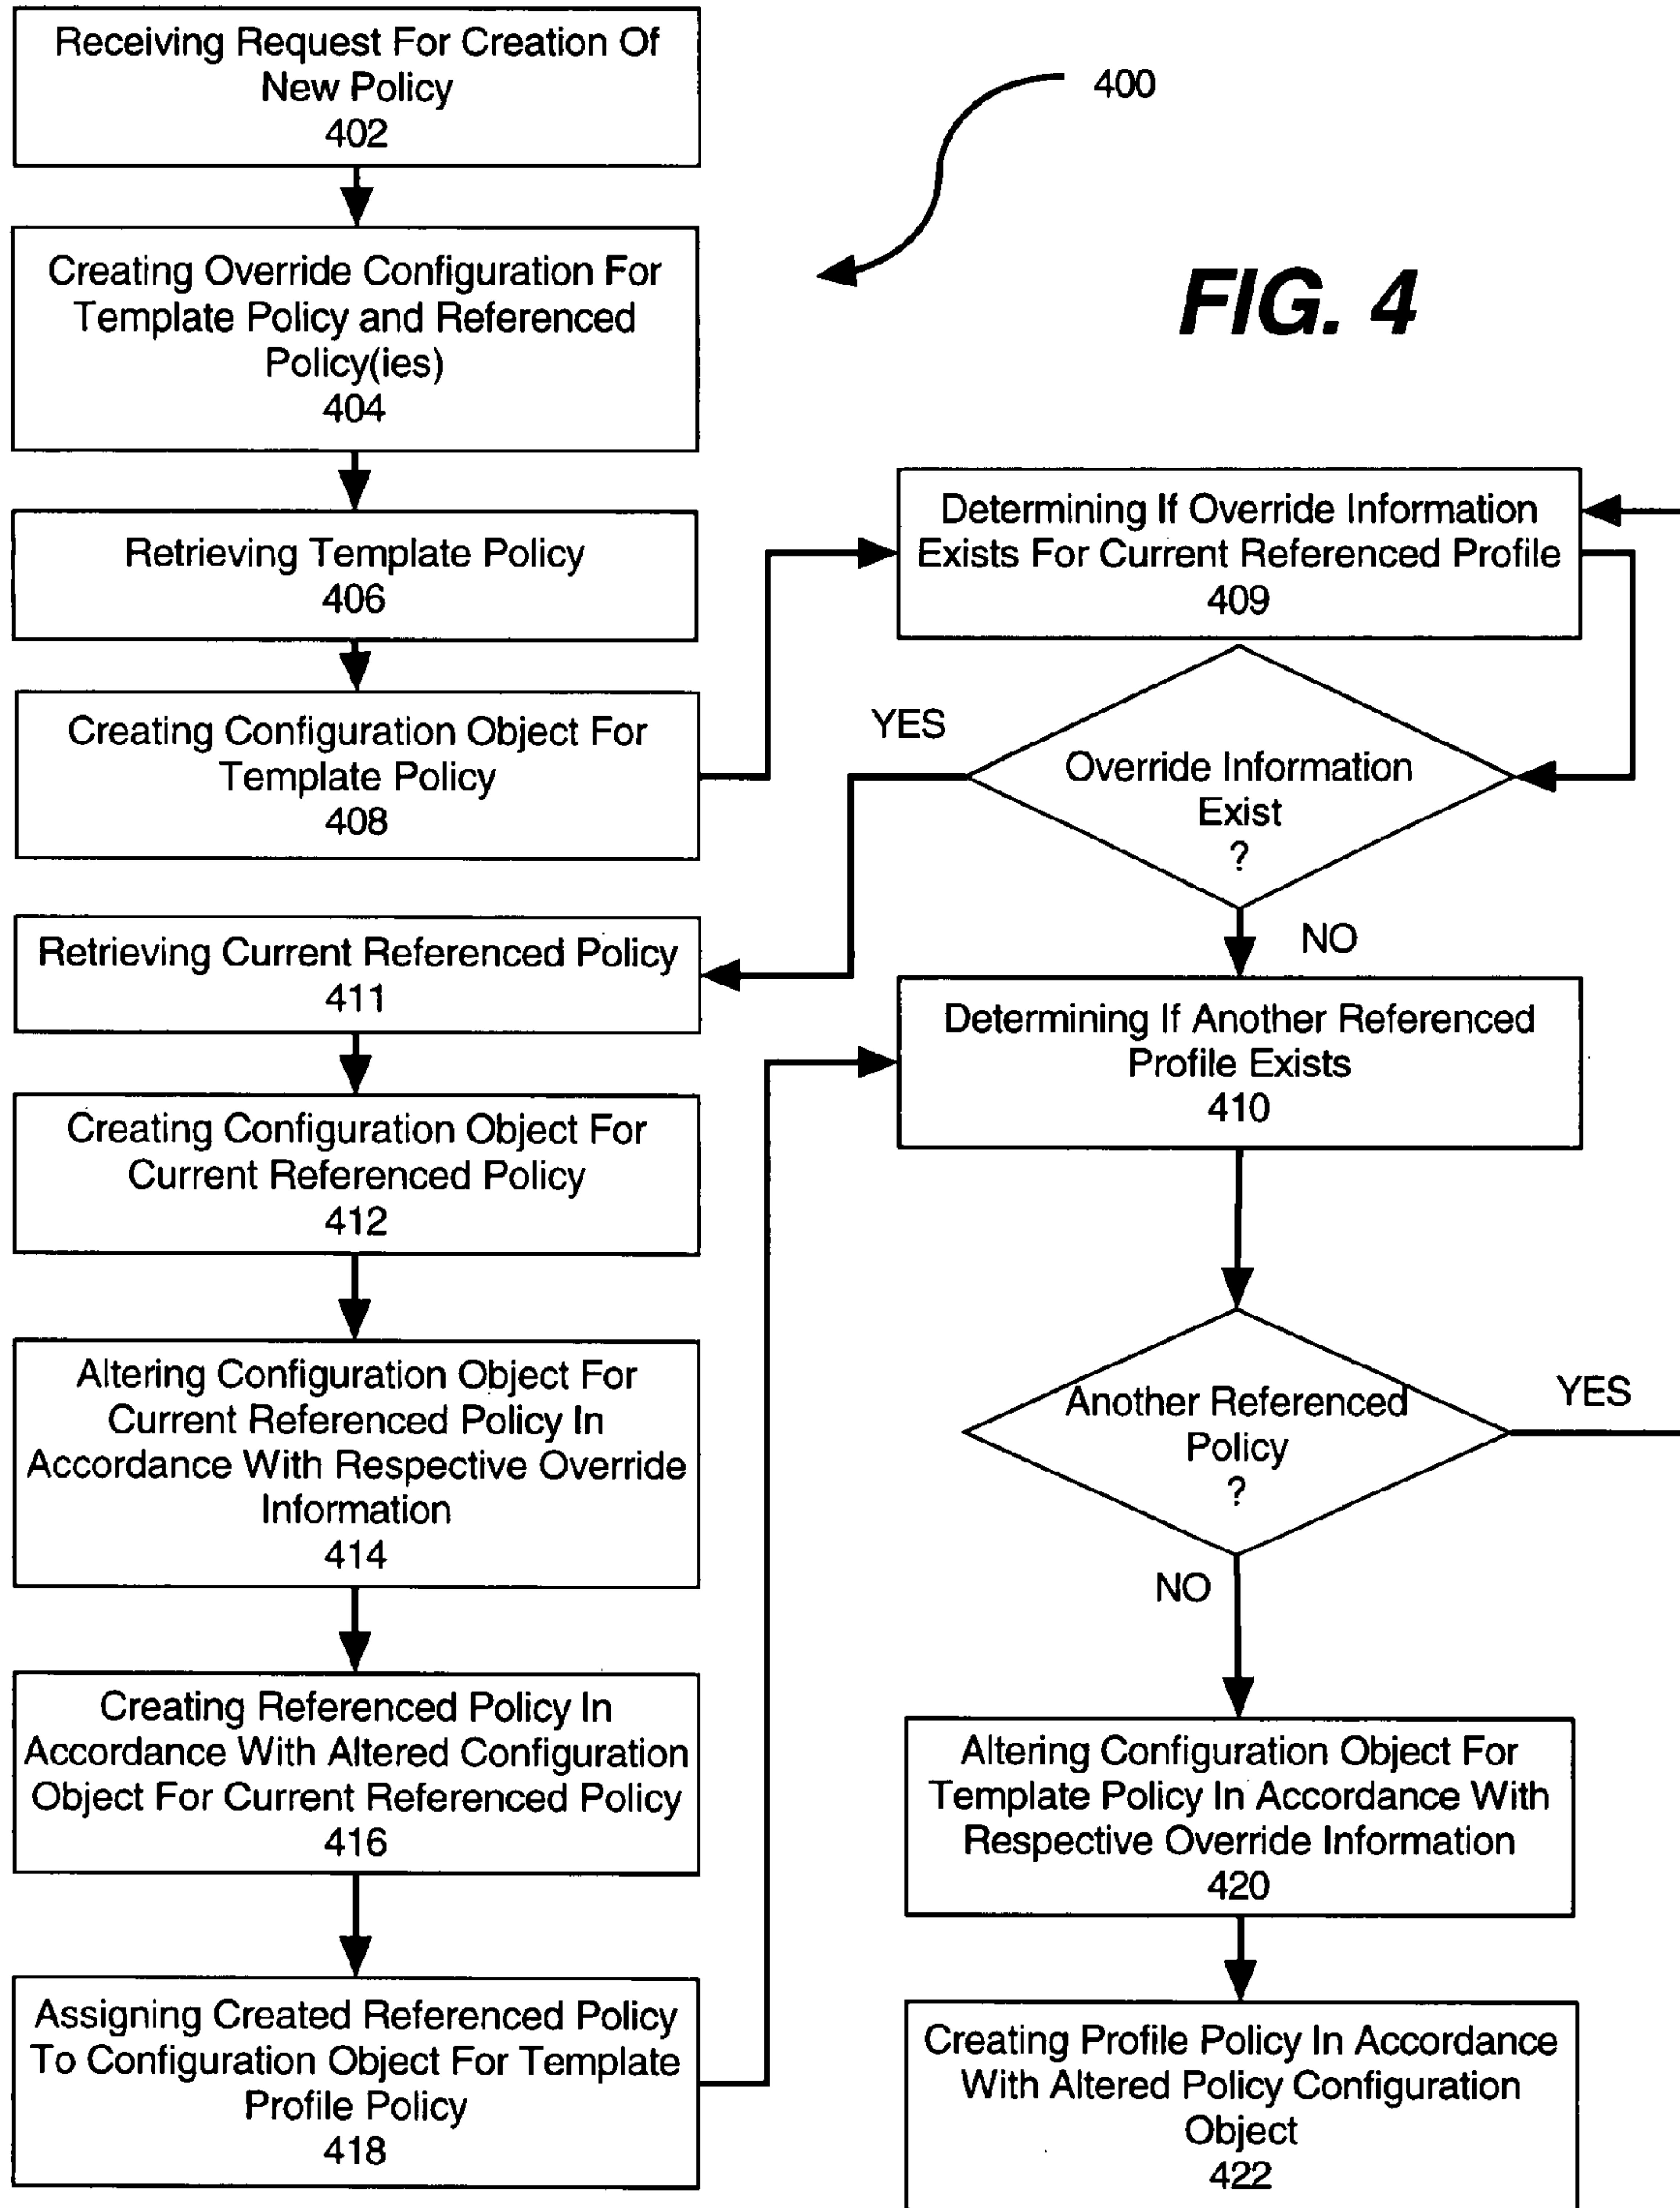 Receiving Request For Creation Of
New Policy
402
400
FIG. 4
Creating Override Configuration For
Template Policy and Referenced
Policy(ies)
404
Retrieving Template Policy
406
Creating Configuration Object For
Template Policy
408
Determining If Override Information
Exists For Current Referenced Profile
409
Override Information
Exist
?
YES
NO
Retrieving Current Referenced Policy
411
Creating Configuration Object For
Current Referenced Policy
412
Altering Configuration Object For
Current Referenced Policy In
Accordance With Respective Override
Information
414
Creating Referenced Policy In
Accordance With Altered Configuration
Object For Current Referenced Policy
416
Assigning Created Referenced Policy
To Configuration Object For Template
Profile Policy
418
Determining If Another Referenced
Profile Exists
410
Another Referenced
Policy
?
YES
NO
Altering Configuration Object For
Template Policy In Accordance With
Respective Override Information
420
Creating Profile Policy In Accordance
With Altered Policy Configuration
Object
422